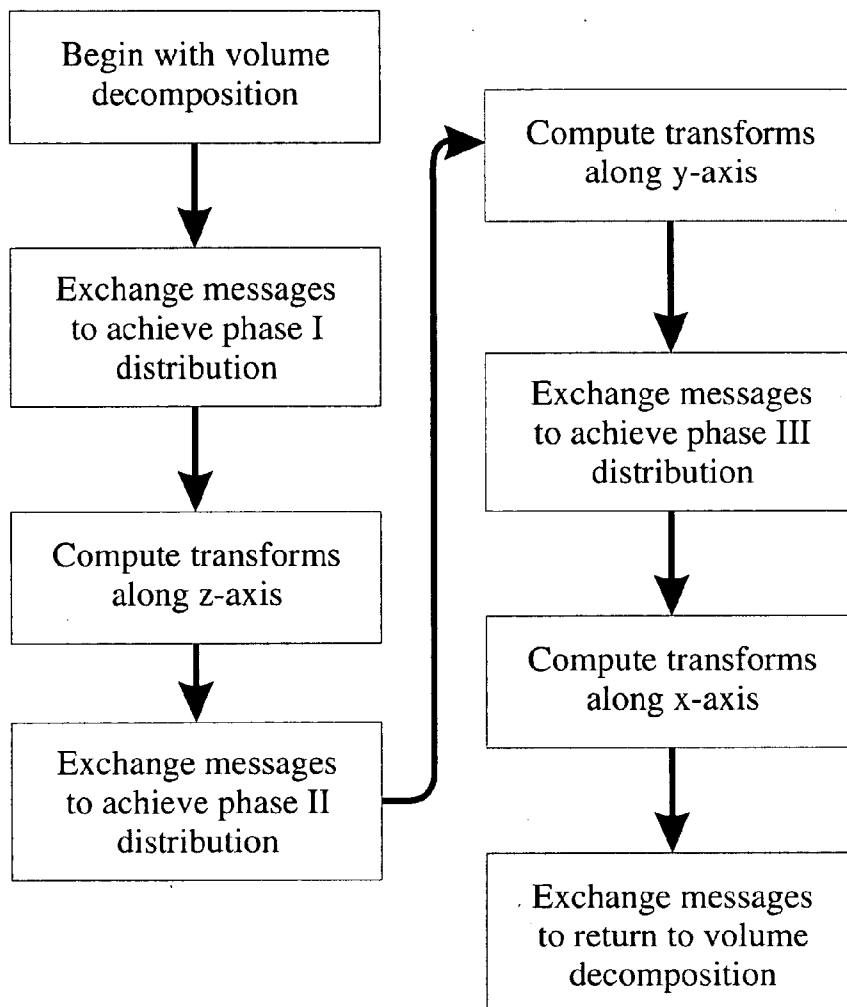 Begin with volume
decomposition
Exchange messages
to achieve phase I
distribution
Compute transforms
along z-axis
Exchange messages
to achieve phase II
distribution
Compute transforms
along y-axis
Exchange messages
to achieve phase III
distribution
Compute transforms
along x-axis
Exchange messages
to return to volume
decomposition